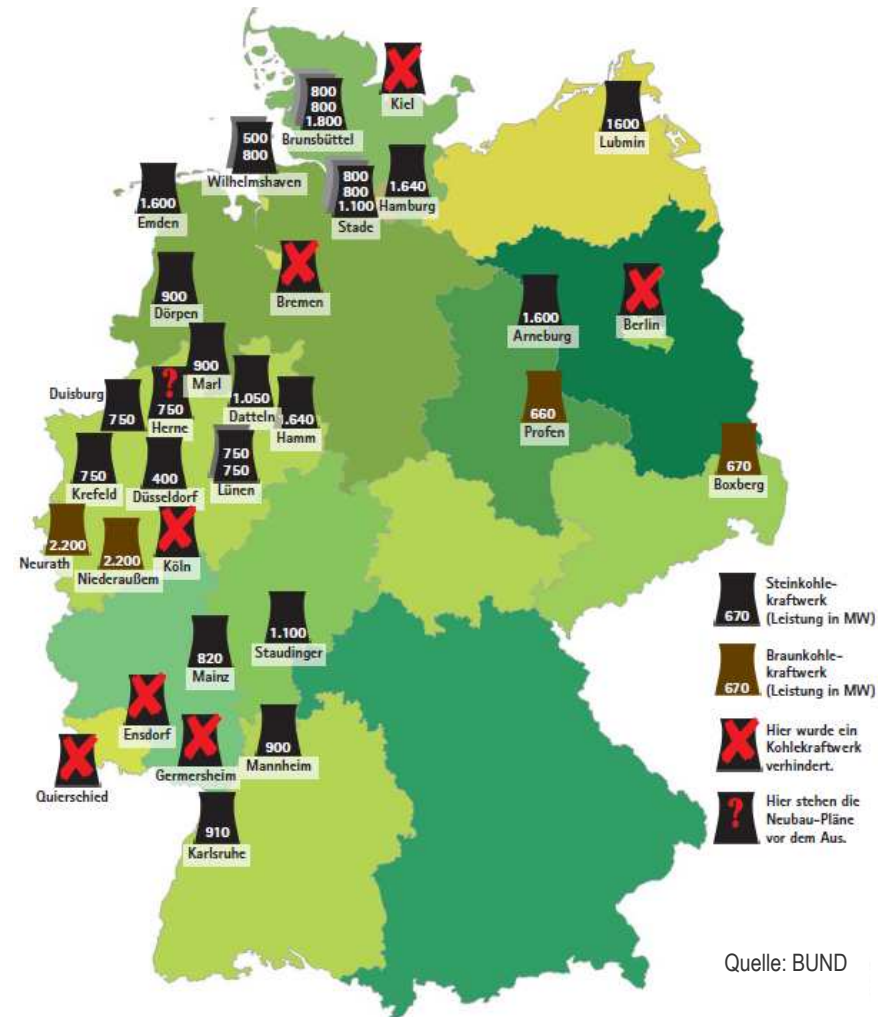 Kiel
800
800
1.800
Brunsbüttel
1600
Lubmin
500
800
Wilhelmshaven
800
800
1.100
Stade
1.640
Hamburg
1.600
Emden
Bremen
900
Dörpen
1.600
Arneburg
Berlin
900
Marl
Duisburg
750
?
750
Herne
1.050
Datteln
1.640
Hamm
660
Profen
750
Krefeld
400
Düsseldorf
750
750
Lünen
670
Boxberg
2.200
Neurath
2.200
Niederaußem
Köln
820
Mainz
1.100
Staudinger
Ensdorf
Germersheim
900
Mannheim
Quierschied
910
Karlsruhe
670
Steinkohle-
kraftwerk
(Leistung in MW)
670
Braunkohle-
kraftwerk
(Leistung in MW)
Hier wurde ein
Kohlekraftwerk
verhindert.
?
Hier stehen die
Neubau-Pläne
vor dem Aus.
Quelle: BUND